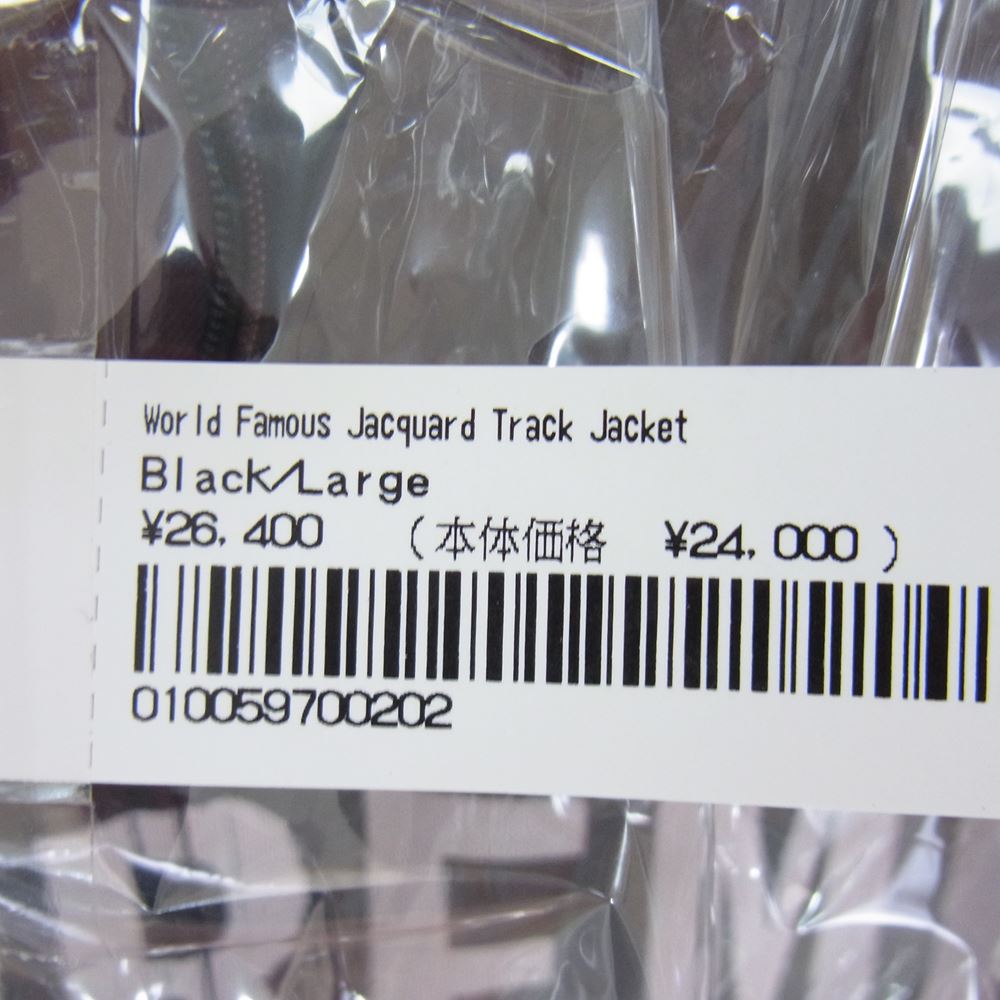 World Famous Jacquard Track Jacket
Black/Large
¥26,400 (本体価格 ¥24,000)
010059700202